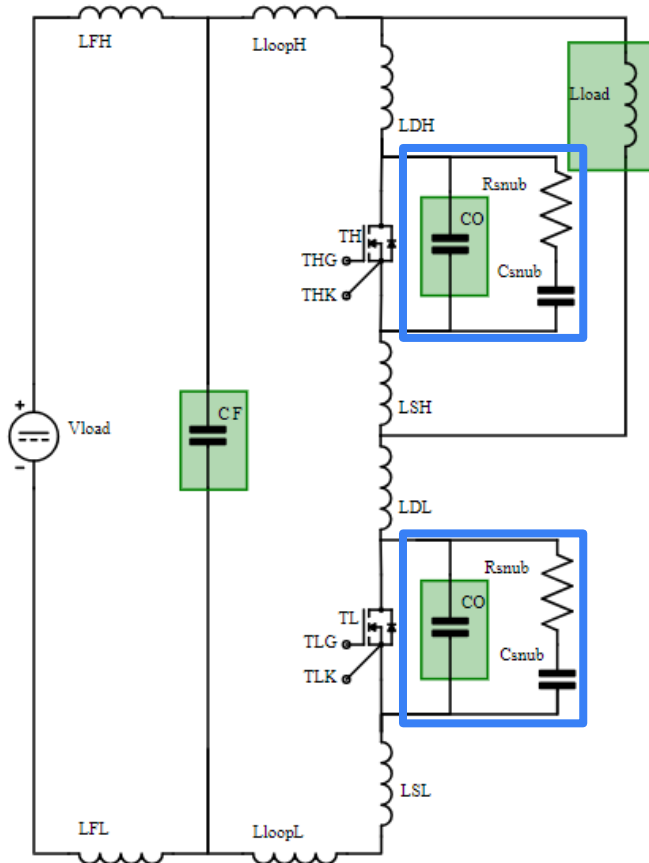 LFH
LloopH
LDH
Lload
Rsnub
CO
TH
THG
Csnub
THK
+
Vload
−
CF
LSH
LDL
Rsnub
CO
TL
TLG
Csnub
TLK
LSL
LFL
LloopL